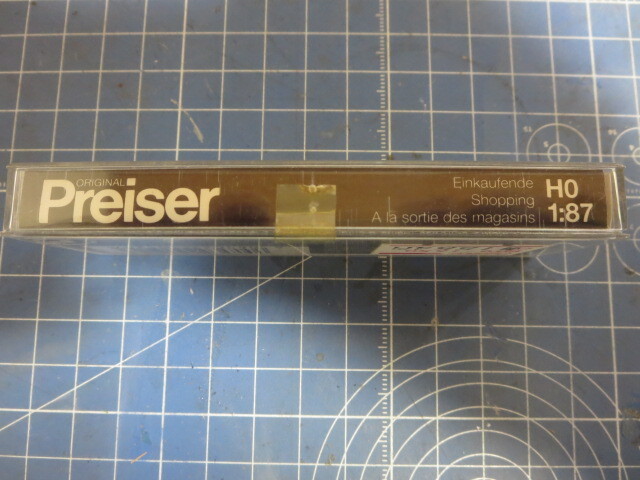 ORIGINAL
Preiser
Einkaufende
Shopping
A la sortie des magasins
H0
1:87